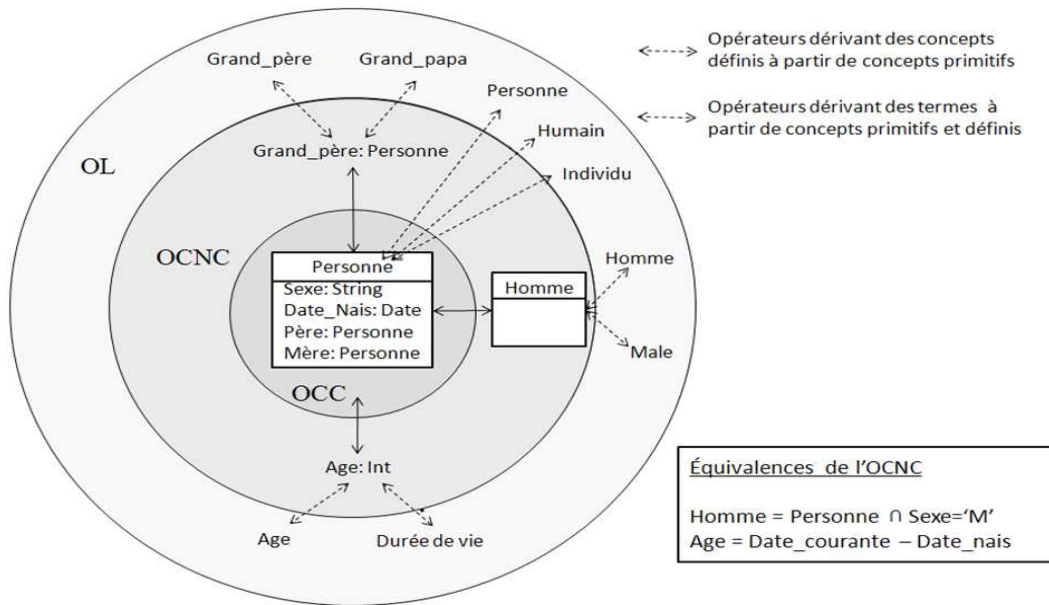 Grand_père
Grand_papa
Personne
Humain
Individu
Opérateurs dérivant des concepts
définis à partir de concepts primitifs
Opérateurs dérivant des termes à
partir de concepts primitifs et définis
OL
Grand_père: Personne
OCNC
Personne
Sexe: String
Date_Nais: Date
Père: Personne
Mère: Personne
Homme
Homme
Male
OCC
Age: Int
Age
Durée de vie
Équivalences de l'OCNC
Homme = Personne ∩ Sexe='M'
Age = Date_courante – Date_nais